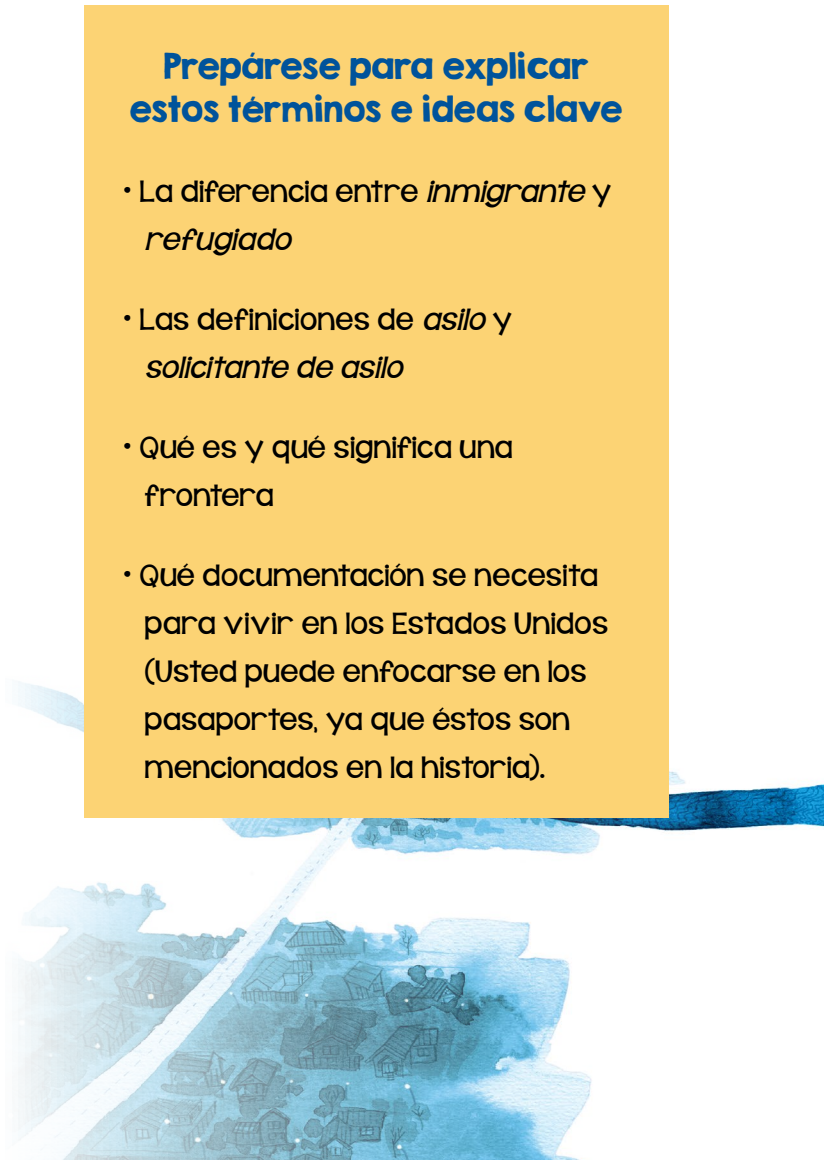 Prepárese para explicar
estos términos e ideas clave
• La diferencia entre inmigrante y
refugiado
• Las definiciones de asilo y
solicitante de asilo
• Qué es y qué significa una
frontera
• Qué documentación se necesita
para vivir en los Estados Unidos
(Usted puede enfocarse en los
pasaportes, ya que éstos son
mencionados en la historia).